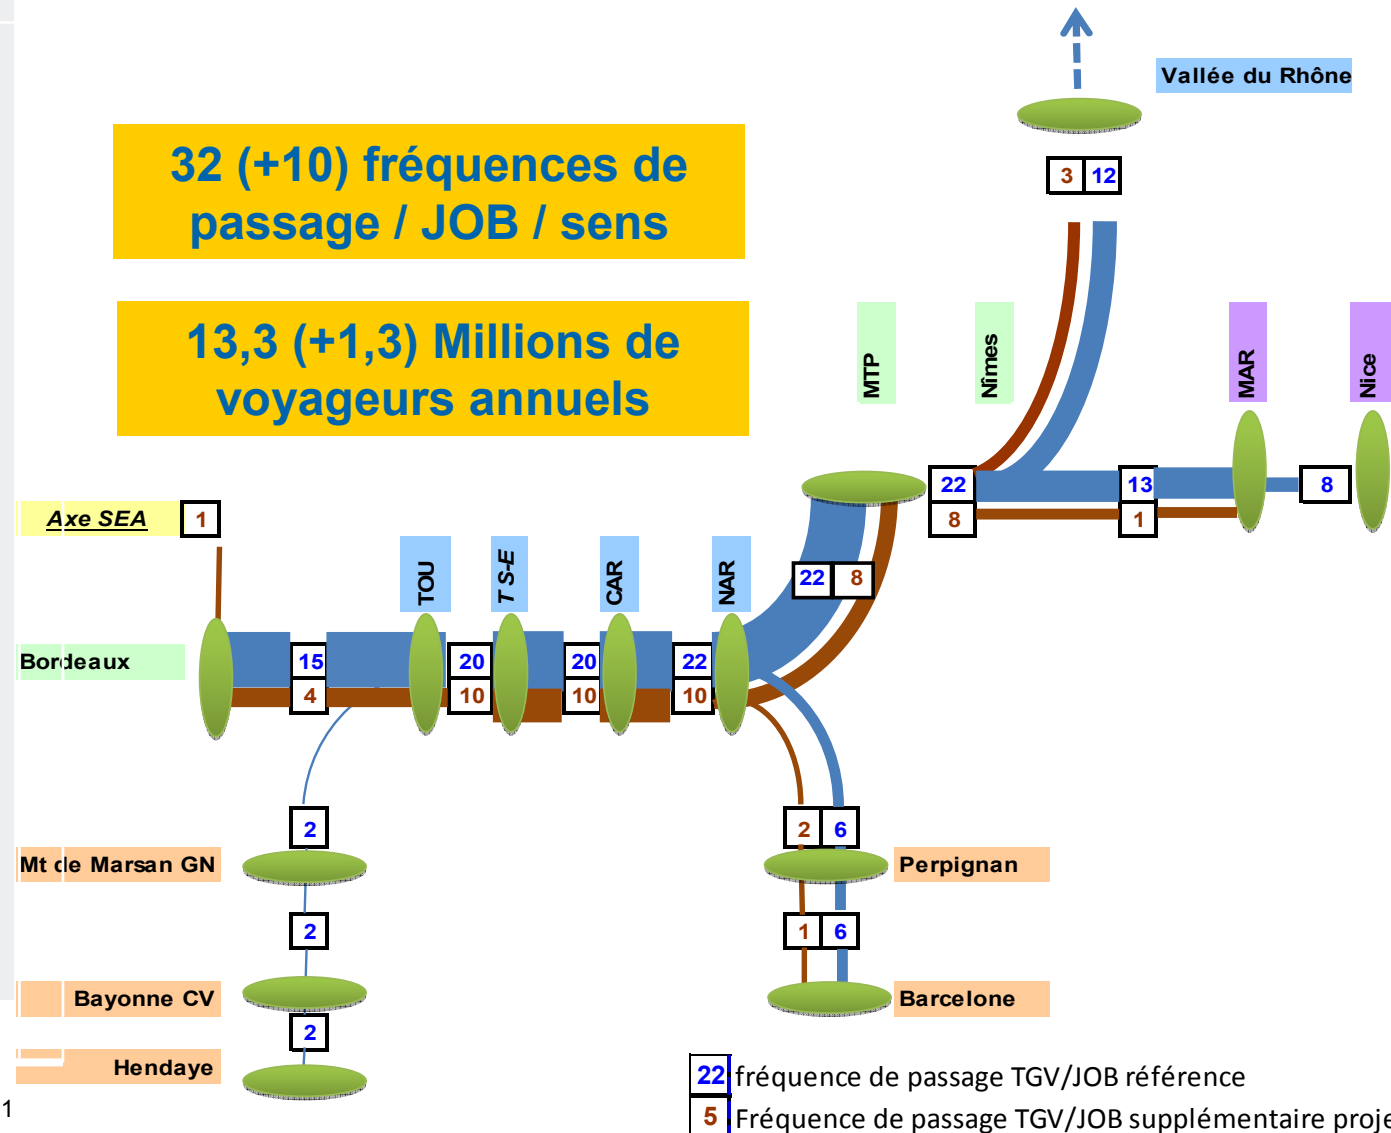 Vallée du Rhône
32 (+10) fréquences de
passage / JOB / sens
3 12
13,3 (+1,3) Millions de
voyageurs annuels
MTP
Nîmes
MAR
Nice
22 13 8
8 1
Axe SEA 1
TOU
T S-E
CAR
NAR
22 8
Bordeaux
15 20 20 22
4 10 10 10
2
2 6
Mt de Marsan GN
Perpignan
2
1 6
Bayonne CV
Barcelone
2
Hendaye
22 fréquence de passage TGV/JOB référence
5 Fréquence de passage TGV/JOB supplémentaire proje
1